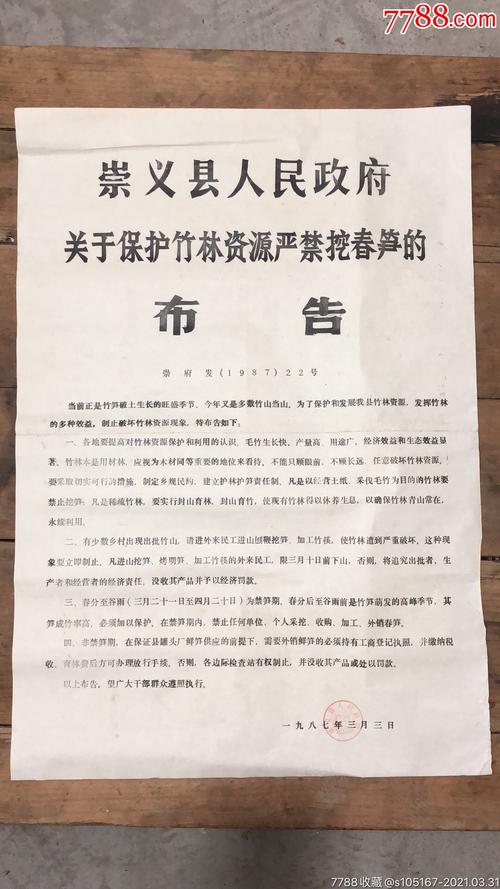 7788.com
崇义县人民政府
关于保护竹林资源严禁挖春笋的
布告
崇府发(1987)22号
当前正是竹笋破土生长的旺盛季节，今年又是多数竹山当山。为了保护和发展我县竹林资源，发挥竹林
的多种效益，制止破坏竹林资源现象，特布告如下：
一、各地要提高对竹林资源保护和利用的认识。毛竹生长快、产量高、用途广，经济效益和生态效益显
著。竹林本是用材林，应视为木材同等重要的地位来看待，不能只顾眼前，不顾长远，任意破坏竹林资源。
要采取切实可行的措施，制定乡规民约，建立护林护笋责任制，凡是以经营土纸、采伐毛竹为目的的竹林要
禁止挖笋；凡是稀疏竹林，要实行封山育林，封山育竹，使现有竹林得以休养生息，以确保竹林青山常在，
永续利用。
二、有少数乡村出现出批竹山，请进外来民工进山刨鞭挖笋、加工竹筷，使竹林遭到严重破坏。这种现
象要立即制止。凡进山挖笋、烤明笋、加工竹筷的外来民工，限三月十日前下山，否则，将追究出批者、生
产者和经营者的经济责任，没收其产品并予以经济罚款。
三、春分至谷雨（三月二十一至四月二十日）为禁笋期，春分后至谷雨前是竹笋萌发的高峰季节，其
笋成竹率高，必须加以保护。在禁笋期内，禁止任何单位、个人采挖、收购、加工、外销春笋。
四、非禁笋期，在保证县罐头厂鲜笋供应的前提下，需要外销鲜笋的必须持有工商登记执照，并缴纳税
收、育林费后方可办理放行手续，否则，各边际检查站有权制止，并没收其产品或处以罚款。
以上布告，望广大干部群众遵照执行。
一九八七年三月三日
7788收藏@s105167-2021.03.31